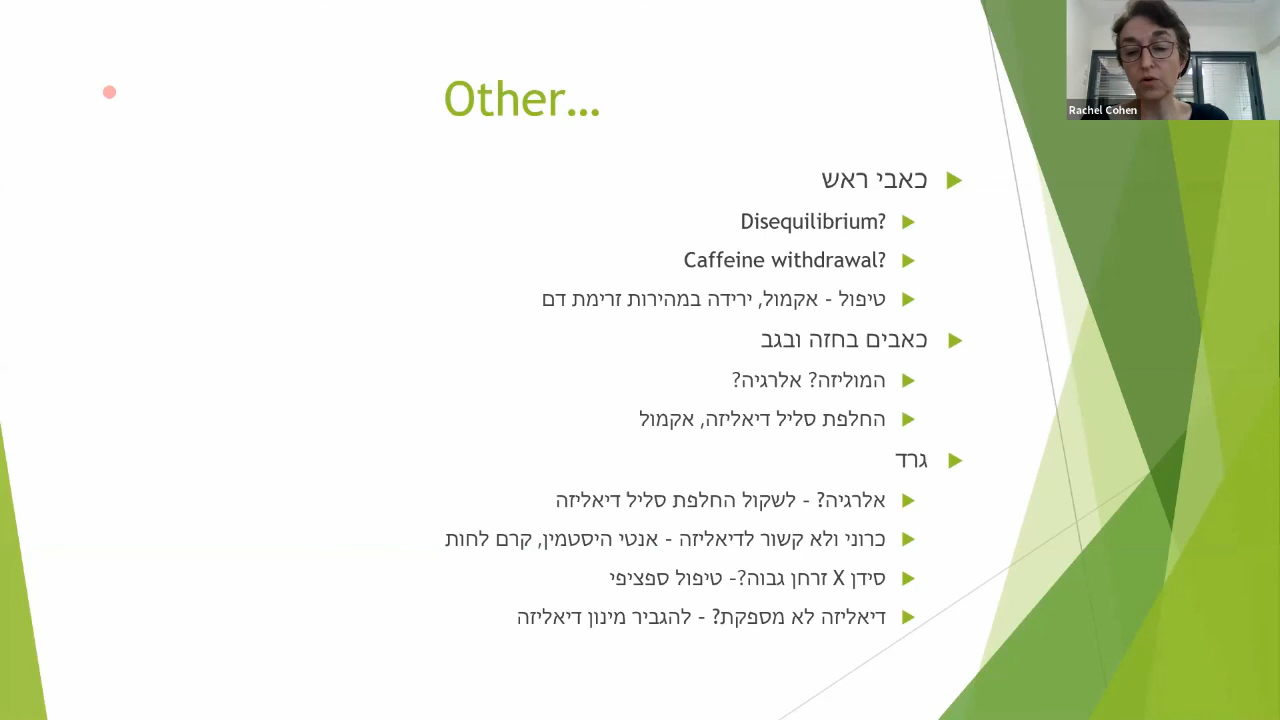 Other...
Rachel Cohen
כאבי ראש
Disequilibrium?
Caffeine withdrawal?
טיפול - אקמול, ירידה במהירות זרימת דם
כאבים בחזה ובגב
המוליזה? אלרגיה?
החלפת סליל דיאליזה, אקמול
גרד
אלרגיה? - לשקול החלפת סליל דיאליזה
כרוני ולא קשור לדיאליזה - אנטי היסטמין, קרם לחות
סידן X זרחן גבוה?- טיפול ספציפי
דיאליזה לא מספקת? - להגביר מינון דיאליזה